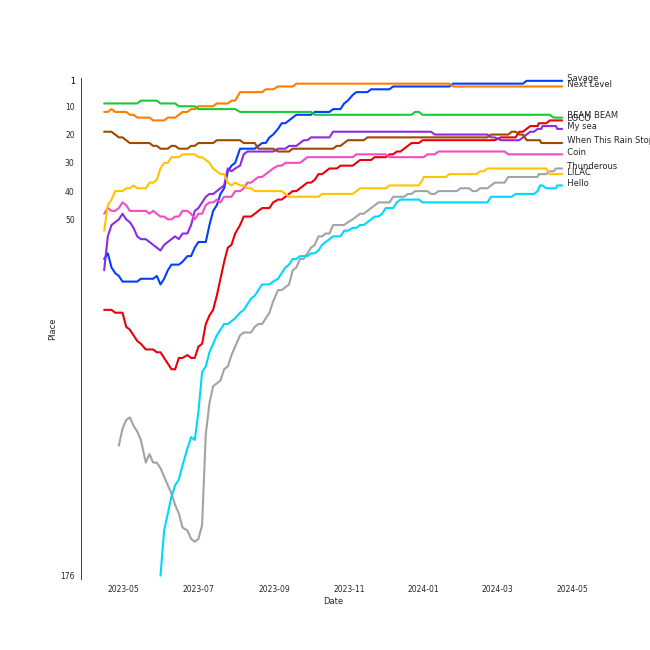 1
10
20
30
40
50
176
Place
Savage
Next Level
BEAM BEAM
LOCO
My sea
When This Rain Stop
Coin
Thunderous
LILAC
Hello
2023-05
2023-07
2023-09
2023-11
2024-01
2024-03
2024-05
Date